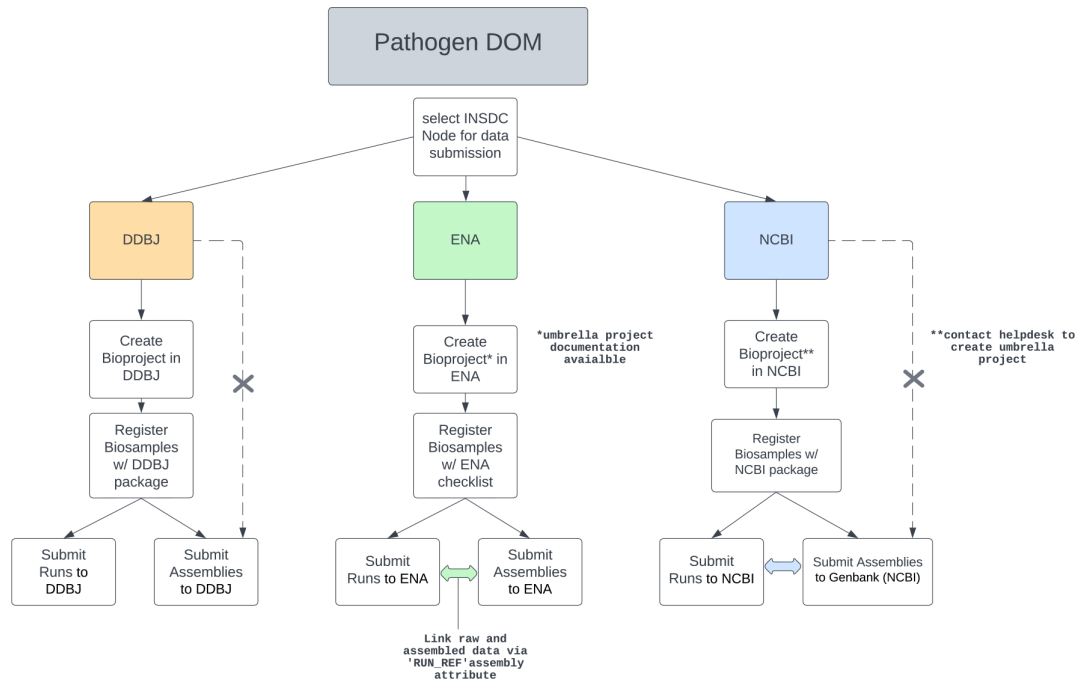 Pathogen DOM
select INSDC
Node for data
submission
DDBJ
ENA
NCBI
Create
Bioproject in
DDBJ
Create
Bioproject* in
ENA
*umbrella project
documentation
avaialble
Create
Bioproject**
in NCBI
**contact helpdesk to
create umbrella
project
Register
Biosamples
w/ DDBJ
package
Register
Biosamples
w/ ENA
checklist
Register
Biosamples w/
NCBI package
Submit
Runs to
DDBJ
Submit
Assemblies
to DDBJ
Submit
Runs to ENA
Submit
Assemblies
to ENA
Submit
Runs to NCBI
Submit Assemblies
to Genbank (NCBI)
Link raw and
assembled data via
'RUN_REF'assembly
attribute